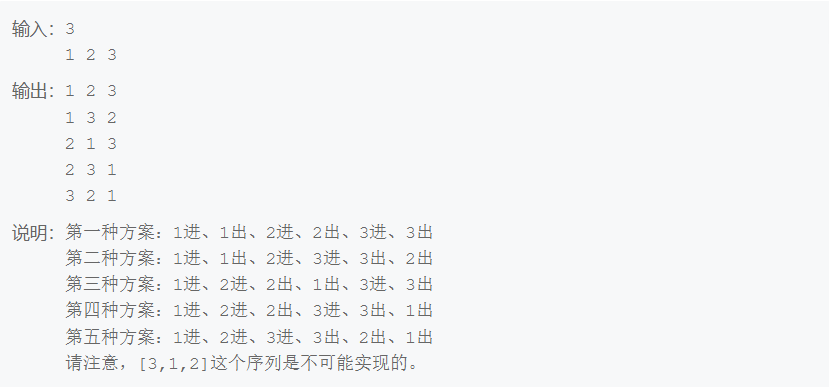 输入：3
1 2 3
输出：1 2 3
1 3 2
2 1 3
2 3 1
3 2 1
说明：第一种方案：1进、1出、2进、2出、3进、3出
第二种方案：1进、1出、2进、3进、3出、2出
第三种方案：1进、2进、2出、1出、3进、3出
第四种方案：1进、2进、2出、3进、3出、1出
第五种方案：1进、2进、3进、3出、2出、1出
请注意，[3,1,2]这个序列是不可能实现的。